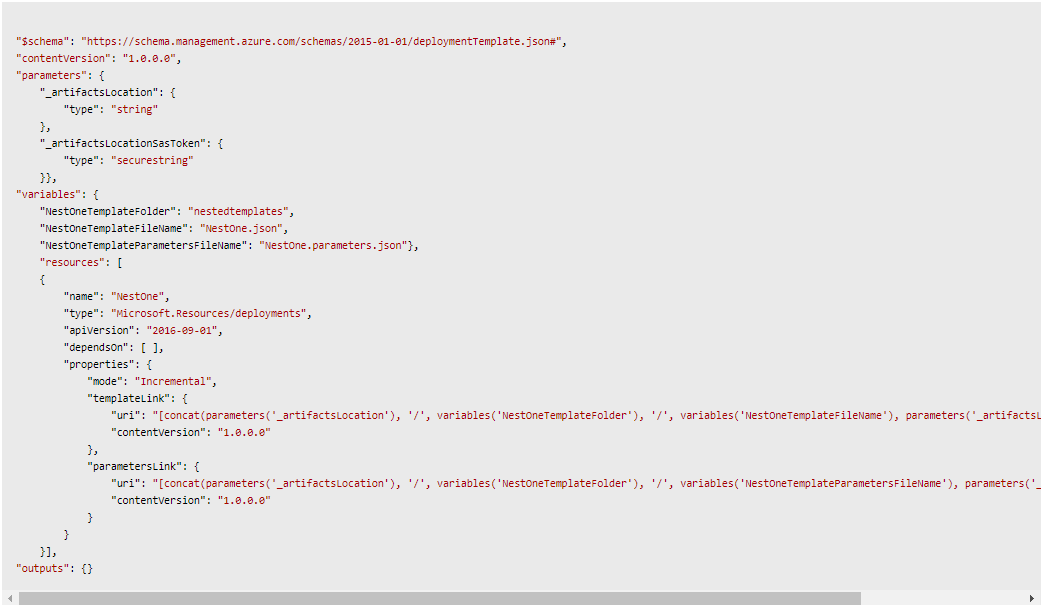 "$schema": "https://schema.management.azure.com/schemas/2015-01-01/deploymentTemplate.json#",
"contentVersion": "1.0.0.0",
"parameters": {
    "_artifactsLocation": {
        "type": "string"
    },
    "_artifactsLocationSasToken": {
        "type": "securestring"
    }},
"variables": {
    "NestOneTemplateFolder": "nestedtemplates",
    "NestOneTemplateFileName": "NestOne.json",
    "NestOneTemplateParametersFileName": "NestOne.parameters.json"},
    "resources": [
    {
        "name": "NestOne",
        "type": "Microsoft.Resources/deployments",
        "apiVersion": "2016-09-01",
        "dependsOn": [ ],
        "properties": {
            "mode": "Incremental",
            "templateLink": {
                "uri": "[concat(parameters('_artifactsLocation'), '/', variables('NestOneTemplateFolder'), '/', variables('NestOneTemplateFileName'), parameters('_artifactsL
                "contentVersion": "1.0.0.0"
            },
            "parametersLink": {
                "uri": "[concat(parameters('_artifactsLocation'), '/', variables('NestOneTemplateFolder'), '/', variables('NestOneTemplateParametersFileName'), parameters('_
                "contentVersion": "1.0.0.0"
            }
        }
    }],
"outputs": {}